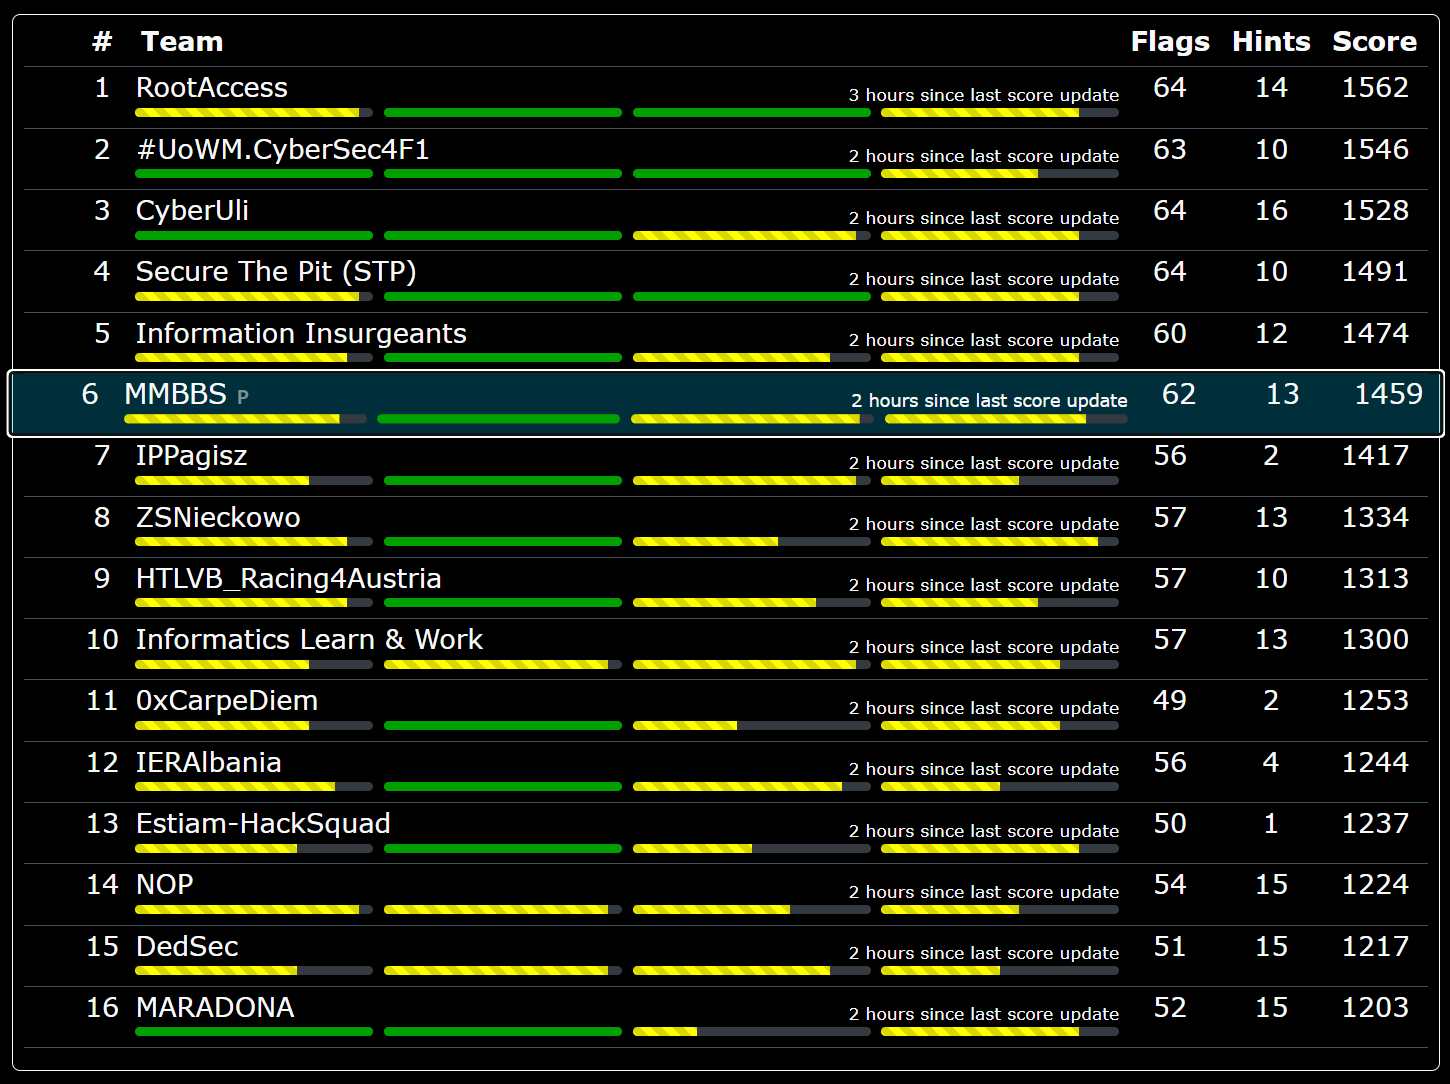 # Team Flags Hints Score
1 RootAccess 3 hours since last score update 64 14 1562
2 #UoWM.CyberSec4F1 2 hours since last score update 63 10 1546
3 CyberUli 2 hours since last score update 64 16 1528
4 Secure The Pit (STP) 2 hours since last score update 64 10 1491
5 Information Insurgeants 2 hours since last score update 60 12 1474
6 MMBBS P 2 hours since last score update 62 13 1459
7 IPPagisz 2 hours since last score update 56 2 1417
8 ZSNieckowo 2 hours since last score update 57 13 1334
9 HTLVB_Racing4Austria 2 hours since last score update 57 10 1313
10 Informatics Learn & Work 2 hours since last score update 57 13 1300
11 0xCarpeDiem 2 hours since last score update 49 2 1253
12 IERAlbania 2 hours since last score update 56 4 1244
13 Estiam-HackSquad 2 hours since last score update 50 1 1237
14 NOP 2 hours since last score update 54 15 1224
15 DedSec 2 hours since last score update 51 15 1217
16 MARADONA 2 hours since last score update 52 15 1203